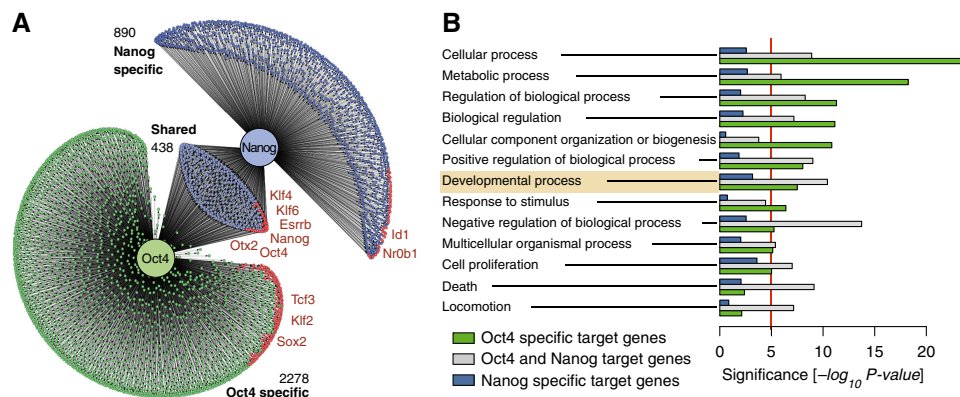 A
890
Nanog
specific
Shared
438
Nanog
Klf4
Klf6
Esrrb
Nanog
Otx2
Oct4
Id1
Nr0b1
Oct4
Tcf3
Klf2
Sox2
2278
Oct4 specific
B
Cellular process
Metabolic process
Regulation of biological process
Biological regulation
Cellular component organization or biogenesis
Positive regulation of biological process
Developmental process
Response to stimulus
Negative regulation of biological process
Multicellular organismal process
Cell proliferation
Death
Locomotion
Oct4 specific target genes
Oct4 and Nanog target genes
Nanog specific target genes
0 5 10 15 20
Significance [–log10 P-value]